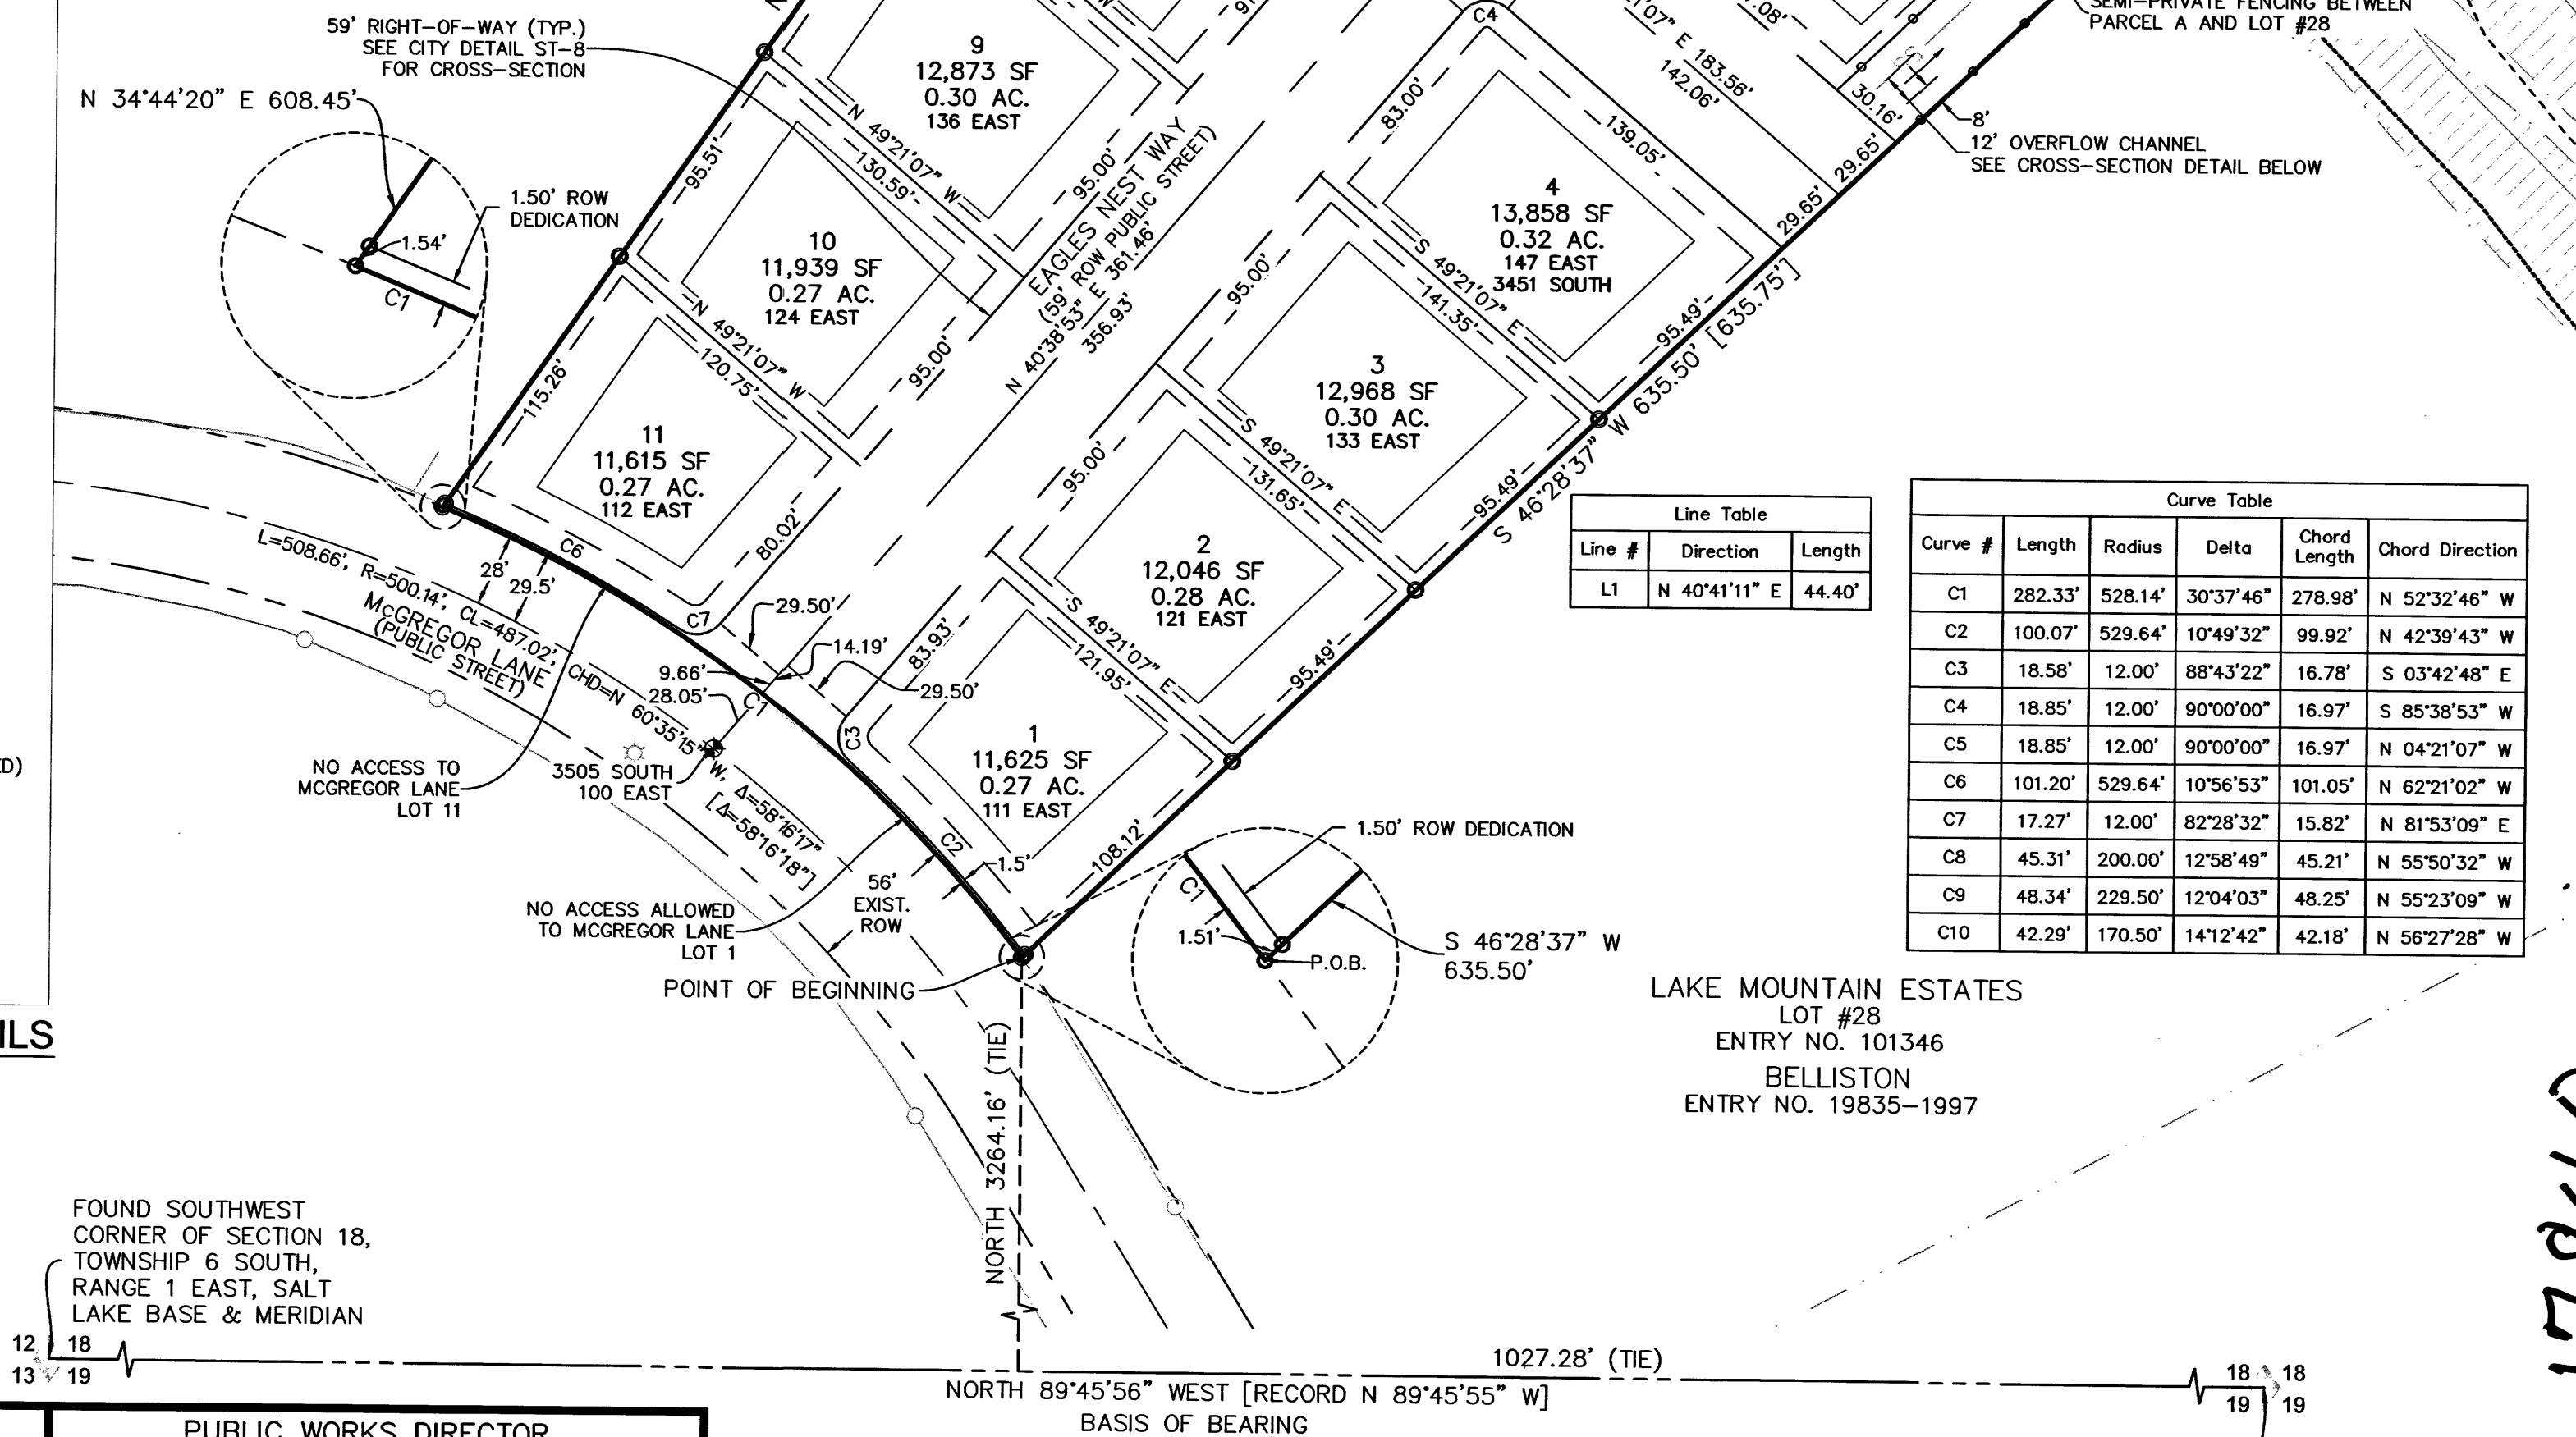 59' RIGHT-OF-WAY (TYP.)
SEE CITY DETAIL ST-8
FOR CROSS-SECTION
N 34°44'20" E 608.45'
1.50' ROW
DEDICATION
1.54'
C1
9
12,873 SF
0.30 AC.
136 EAST
N 49°21'07" W
130.59'
95.51'
10
11,939 SF
0.27 AC.
124 EAST
N 49°21'07" W
120.75'
115.26'
11
11,615 SF
0.27 AC.
112 EAST
C6
C7
80.02'
95.00'
95.00'
EAGLES NEST WAY
(59' ROW PUBLIC STREET)
N 40°38'53" E 361.46'
356.93'
C4
83.00'
139.05'
1'07" E 183.56'
142.06'
7.08'
SEMI-PRIVATE FENCING BETWEEN
PARCEL A AND LOT #28
30.16'
8'
12' OVERFLOW CHANNEL
SEE CROSS-SECTION DETAIL BELOW
29.65'
29.65'
4
13,858 SF
0.32 AC.
147 EAST
3451 SOUTH
95.00'
S 49°21'07" E
141.35'
95.49'
S 46°28'37" W 635.50' [635.75']
3
12,968 SF
0.30 AC.
133 EAST
95.00'
S 49°21'07" E
131.65'
95.49'
2
12,046 SF
0.28 AC.
121 EAST
83.93'
S 49°21'07" E
121.95'
95.49'
1
11,625 SF
0.27 AC.
111 EAST
C3
C2
108.12'
1.5'
29.50'
14.19'
29.50'
9.66'
28.05'
C1
28'
29.5'
L=508.66', R=500.14', CL=487.02', CHD=N 60°35'15" W, Δ=58°16'17"
[Δ=58°16'18"]
McGREGOR LANE
(PUBLIC STREET)
NO ACCESS TO
MCGREGOR LANE
LOT 11
3505 SOUTH
100 EAST
56'
EXIST.
ROW
NO ACCESS ALLOWED
TO MCGREGOR LANE
LOT 1
POINT OF BEGINNING
1.50' ROW DEDICATION
C1
1.51'
P.O.B.
S 46°28'37" W
635.50'
Line Table
Line # Direction Length
L1 N 40°41'11" E 44.40'
Curve Table
Curve # Length Radius Delta Chord Length Chord Direction
C1 282.33' 528.14' 30°37'46" 278.98' N 52°32'46" W
C2 100.07' 529.64' 10°49'32" 99.92' N 42°39'43" W
C3 18.58' 12.00' 88°43'22" 16.78' S 03°42'48" E
C4 18.85' 12.00' 90°00'00" 16.97' S 85°38'53" W
C5 18.85' 12.00' 90°00'00" 16.97' N 04°21'07" W
C6 101.20' 529.64' 10°56'53" 101.05' N 62°21'02" W
C7 17.27' 12.00' 82°28'32" 15.82' N 81°53'09" E
C8 45.31' 200.00' 12°58'49" 45.21' N 55°50'32" W
C9 48.34' 229.50' 12°04'03" 48.25' N 55°23'09" W
C10 42.29' 170.50' 14°12'42" 42.18' N 56°27'28" W
LAKE MOUNTAIN ESTATES
LOT #28
ENTRY NO. 101346
BELLISTON
ENTRY NO. 19835-1997
D)
ILS
NORTH 3264.16' (TIE)
FOUND SOUTHWEST
CORNER OF SECTION 18,
TOWNSHIP 6 SOUTH,
RANGE 1 EAST, SALT
LAKE BASE & MERIDIAN
12 18
13 19
1027.28' (TIE)
NORTH 89°45'56" WEST [RECORD N 89°45'55" W]
BASIS OF BEARING
18 18
19 19
PUBLIC WORKS DIRECTOR